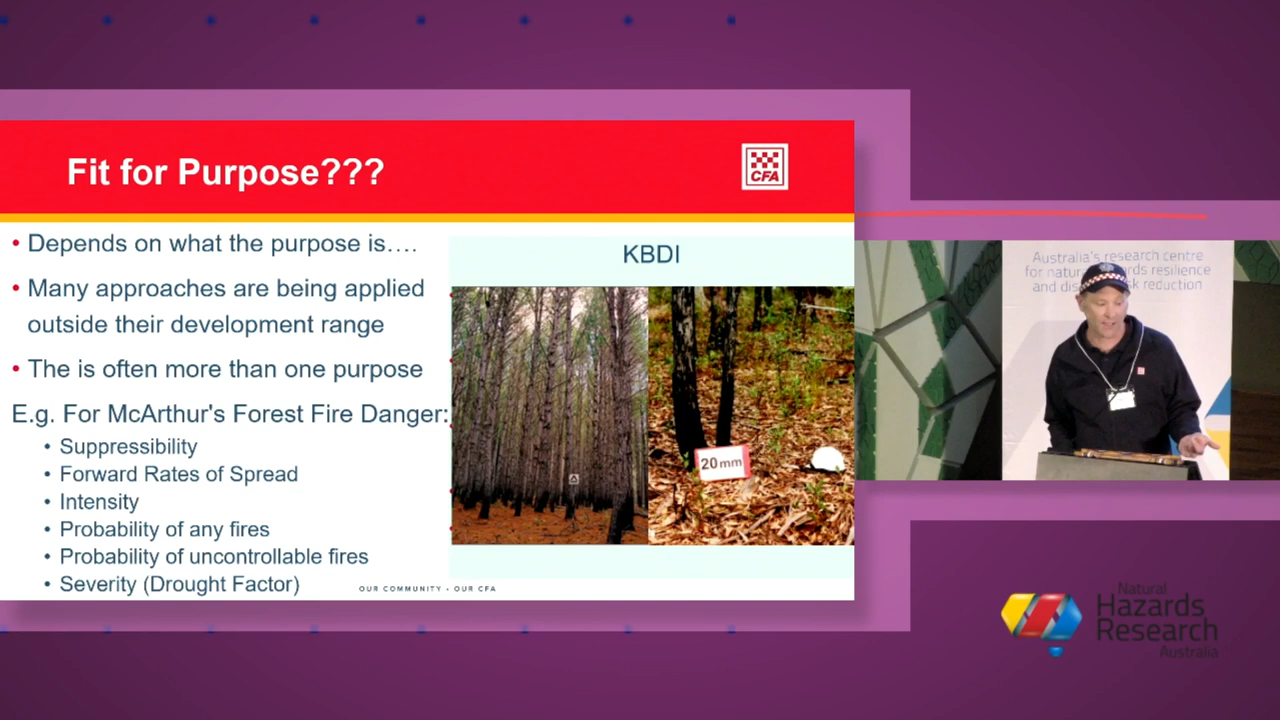 Fit for Purpose???
CFA
• Depends on what the purpose is….
• Many approaches are being applied
outside their development range
• The is often more than one purpose
E.g. For McArthur's Forest Fire Danger:
• Suppressibility
• Forward Rates of Spread
• Intensity
• Probability of any fires
• Probability of uncontrollable fires
• Severity (Drought Factor)
KBDI
20mm
OUR COMMUNITY • OUR CFA
Australia's research centre
for natural hazards resilience
and risk reduction
Natural
Hazards
Research
Australia